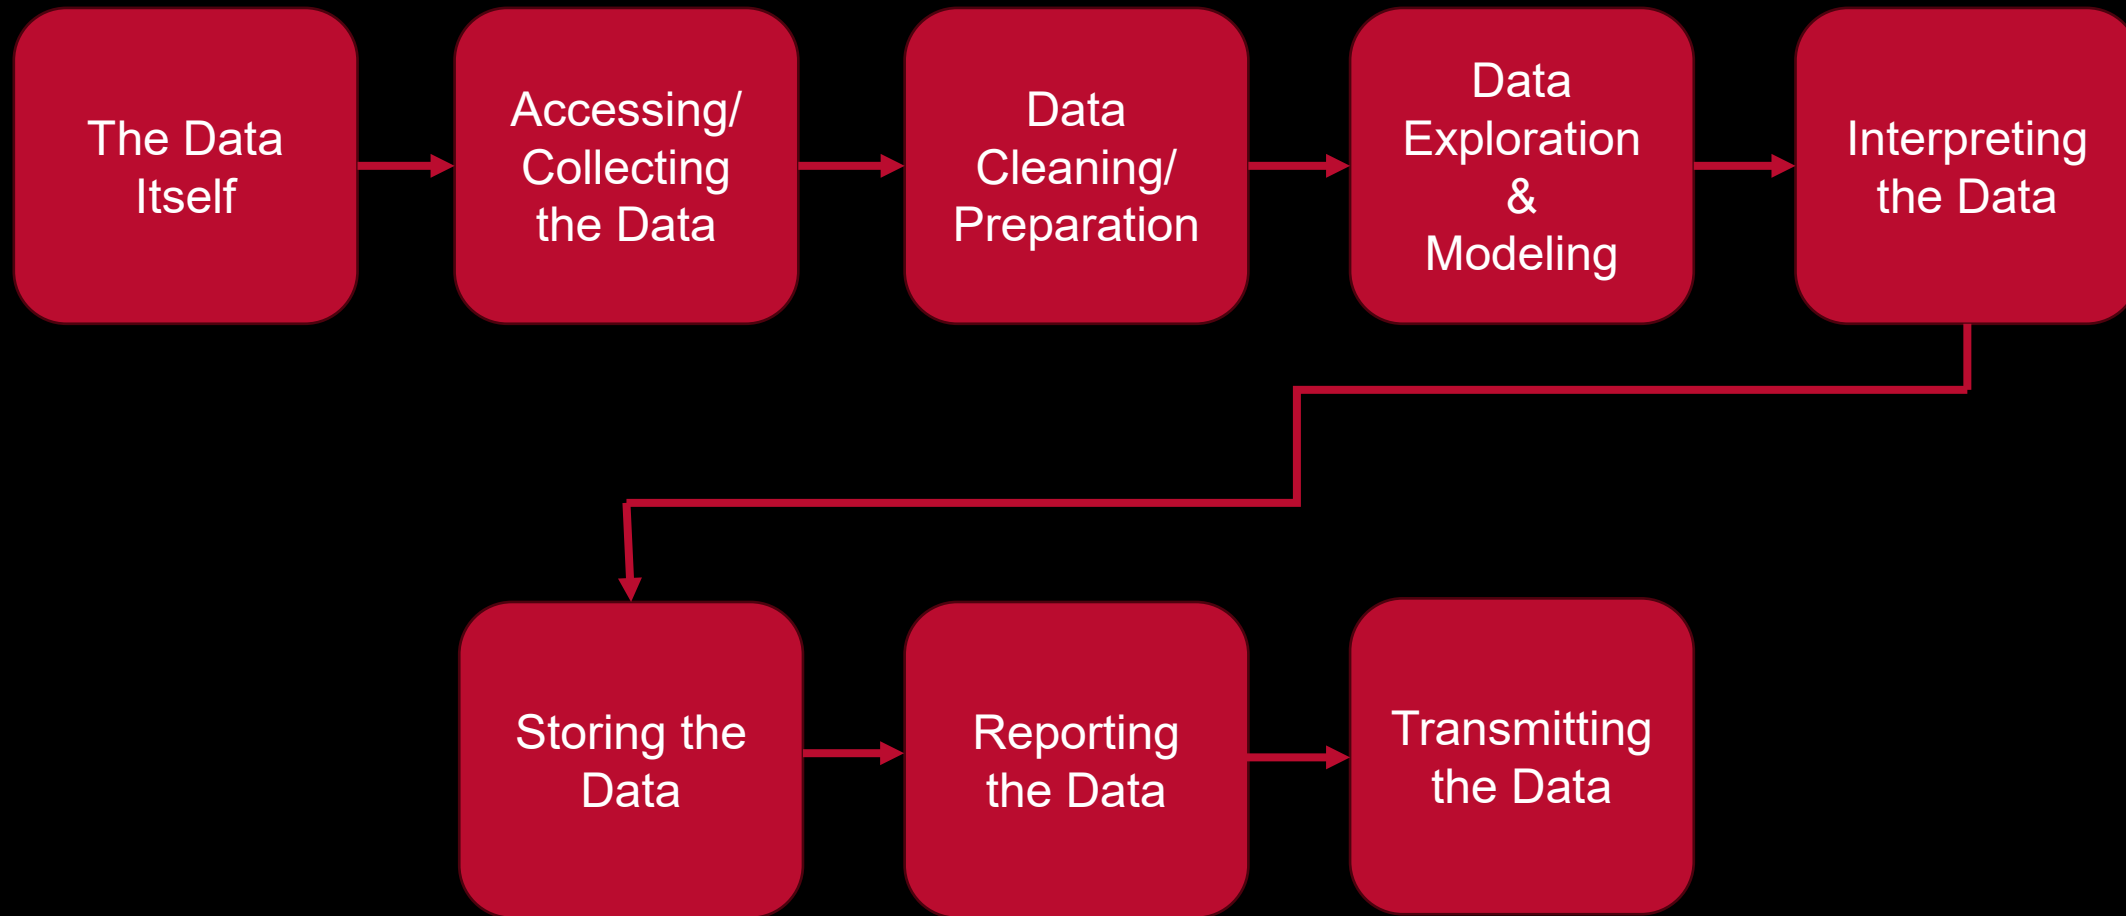 The Data
Itself
Accessing/
Collecting
the Data
Data
Cleaning/
Preparation
Data
Exploration
&
Modeling
Interpreting
the Data
Storing the
Data
Reporting
the Data
Transmitting
the Data